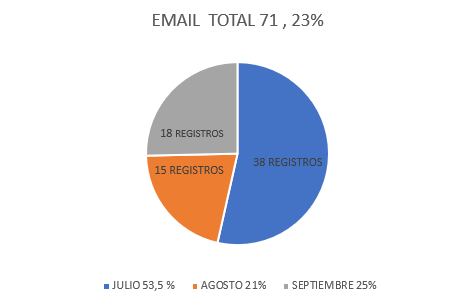 EMAIL  TOTAL 71 , 23%
18 REGISTROS
15 REGISTROS
38 REGISTROS
JULIO 53,5 %
AGOSTO 21%
SEPTIEMBRE 25%